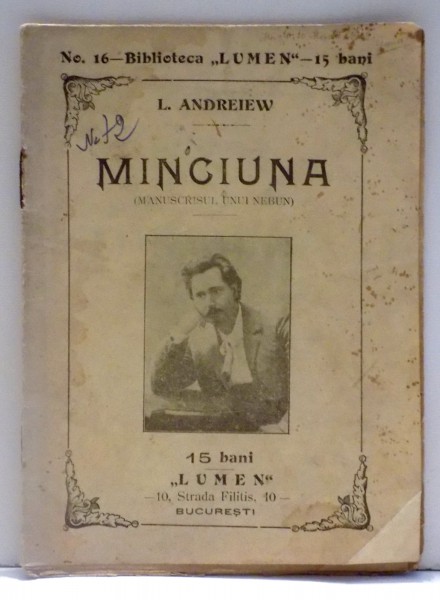 No. 16—Biblioteca „LUMEN“—15 bani
L. ANDREIEW
No 72
MINCIUNA
(MANUSCRISUL UNUI NEBUN)
15 bani
„LUMEN“
—10, Strada Filitis, 10—
BUCUREȘTI